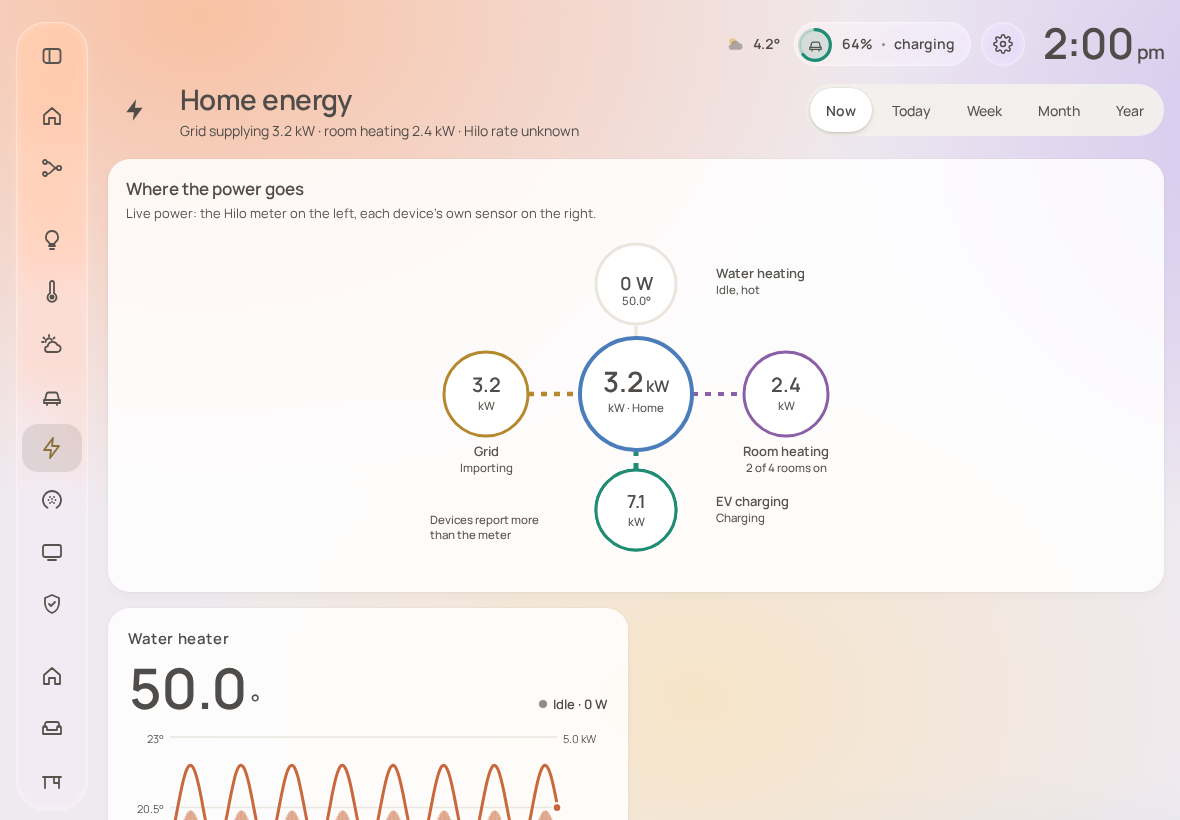 4.2°
64% · charging
2:00 pm
Home energy
Grid supplying 3.2 kW · room heating 2.4 kW · Hilo rate unknown
Now
Today
Week
Month
Year
Where the power goes
Live power: the Hilo meter on the left, each device's own sensor on the right.
0 W
50.0°
Water heating
Idle, hot
3.2
kW
Grid
Importing
3.2 kW
kW · Home
2.4
kW
Room heating
2 of 4 rooms on
7.1
kW
EV charging
Charging
Devices report more
than the meter
Water heater
50.0°
Idle · 0 W
23°
5.0 kW
20.5°